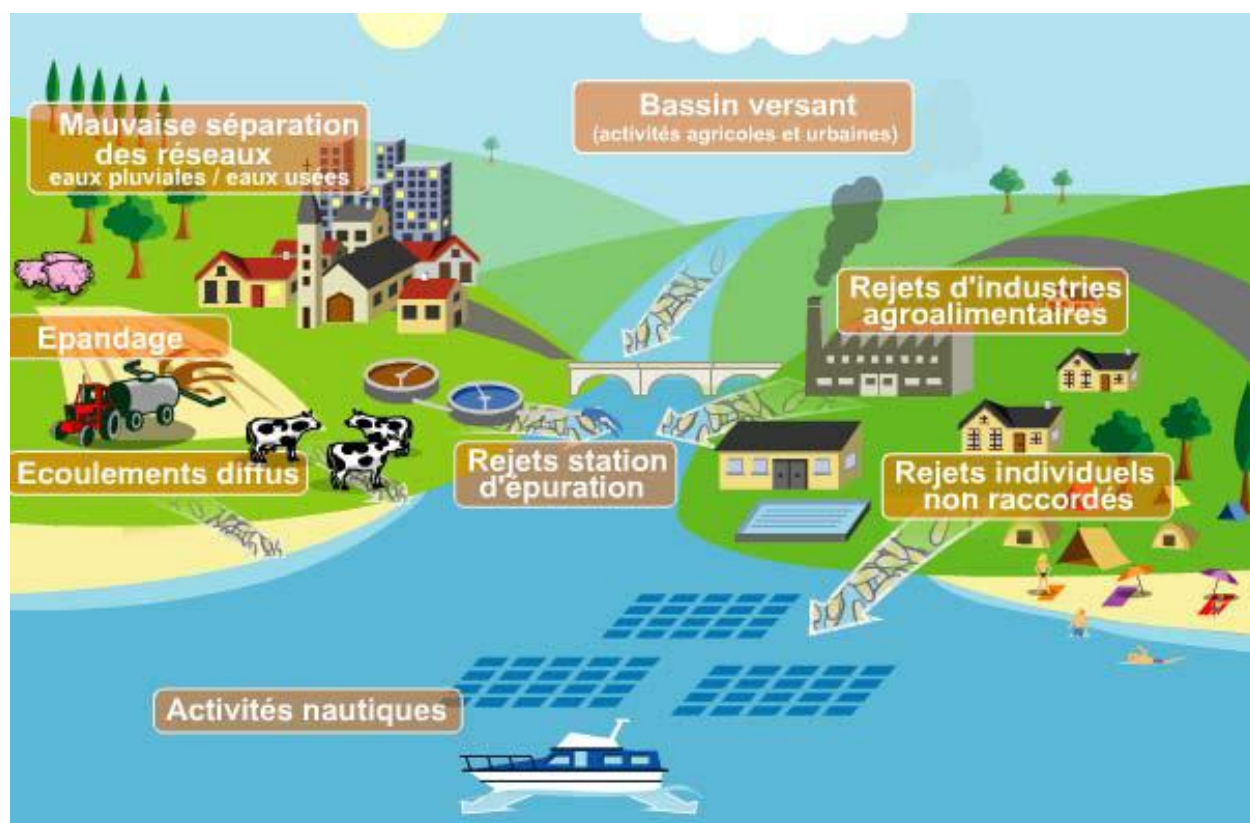 Mauvaise séparation
des réseaux
eaux pluviales / eaux usées
Bassin versant
(activités agricoles et urbaines)
Rejets d'industries
agroalimentaires
Epandage
Ecoulements diffus
Rejets station
d'épuration
Rejets individuels
non raccordés
Activités nautiques